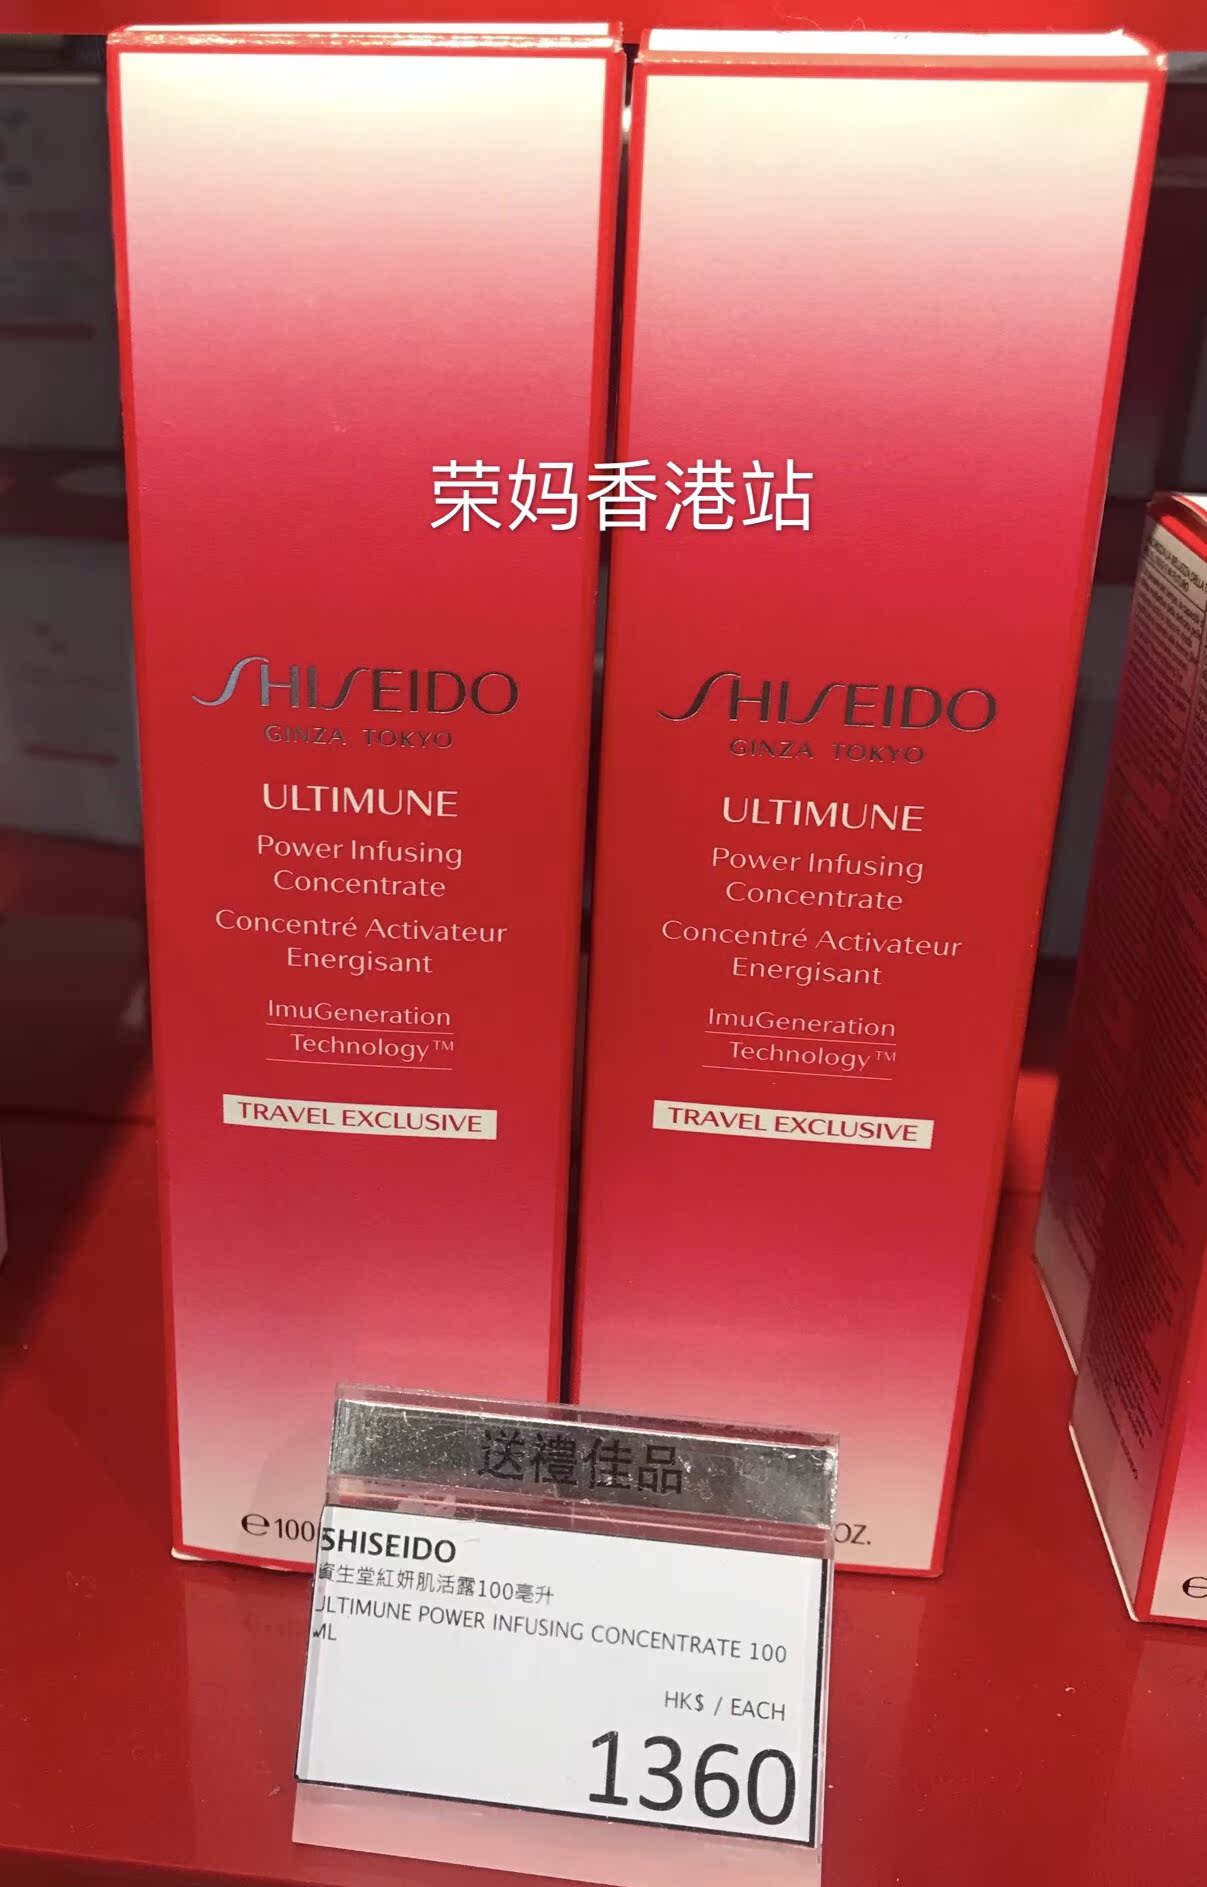 荣妈香港站
SHISEIDO
GINZA TOKYO
ULTIMUNE
Power Infusing
Concentrate
Concentré Activateur
Energisant
ImuGeneration
Technology™
TRAVEL EXCLUSIVE
℮100
SHISEIDO
GINZA TOKYO
ULTIMUNE
Power Infusing
Concentrate
Concentré Activateur
Energisant
ImuGeneration
Technology™
TRAVEL EXCLUSIVE
OZ.
送禮佳品
SHISEIDO
資生堂紅妍肌活露100毫升
ULTIMUNE POWER INFUSING CONCENTRATE 100
ML
HK$ / EACH
1360
℮